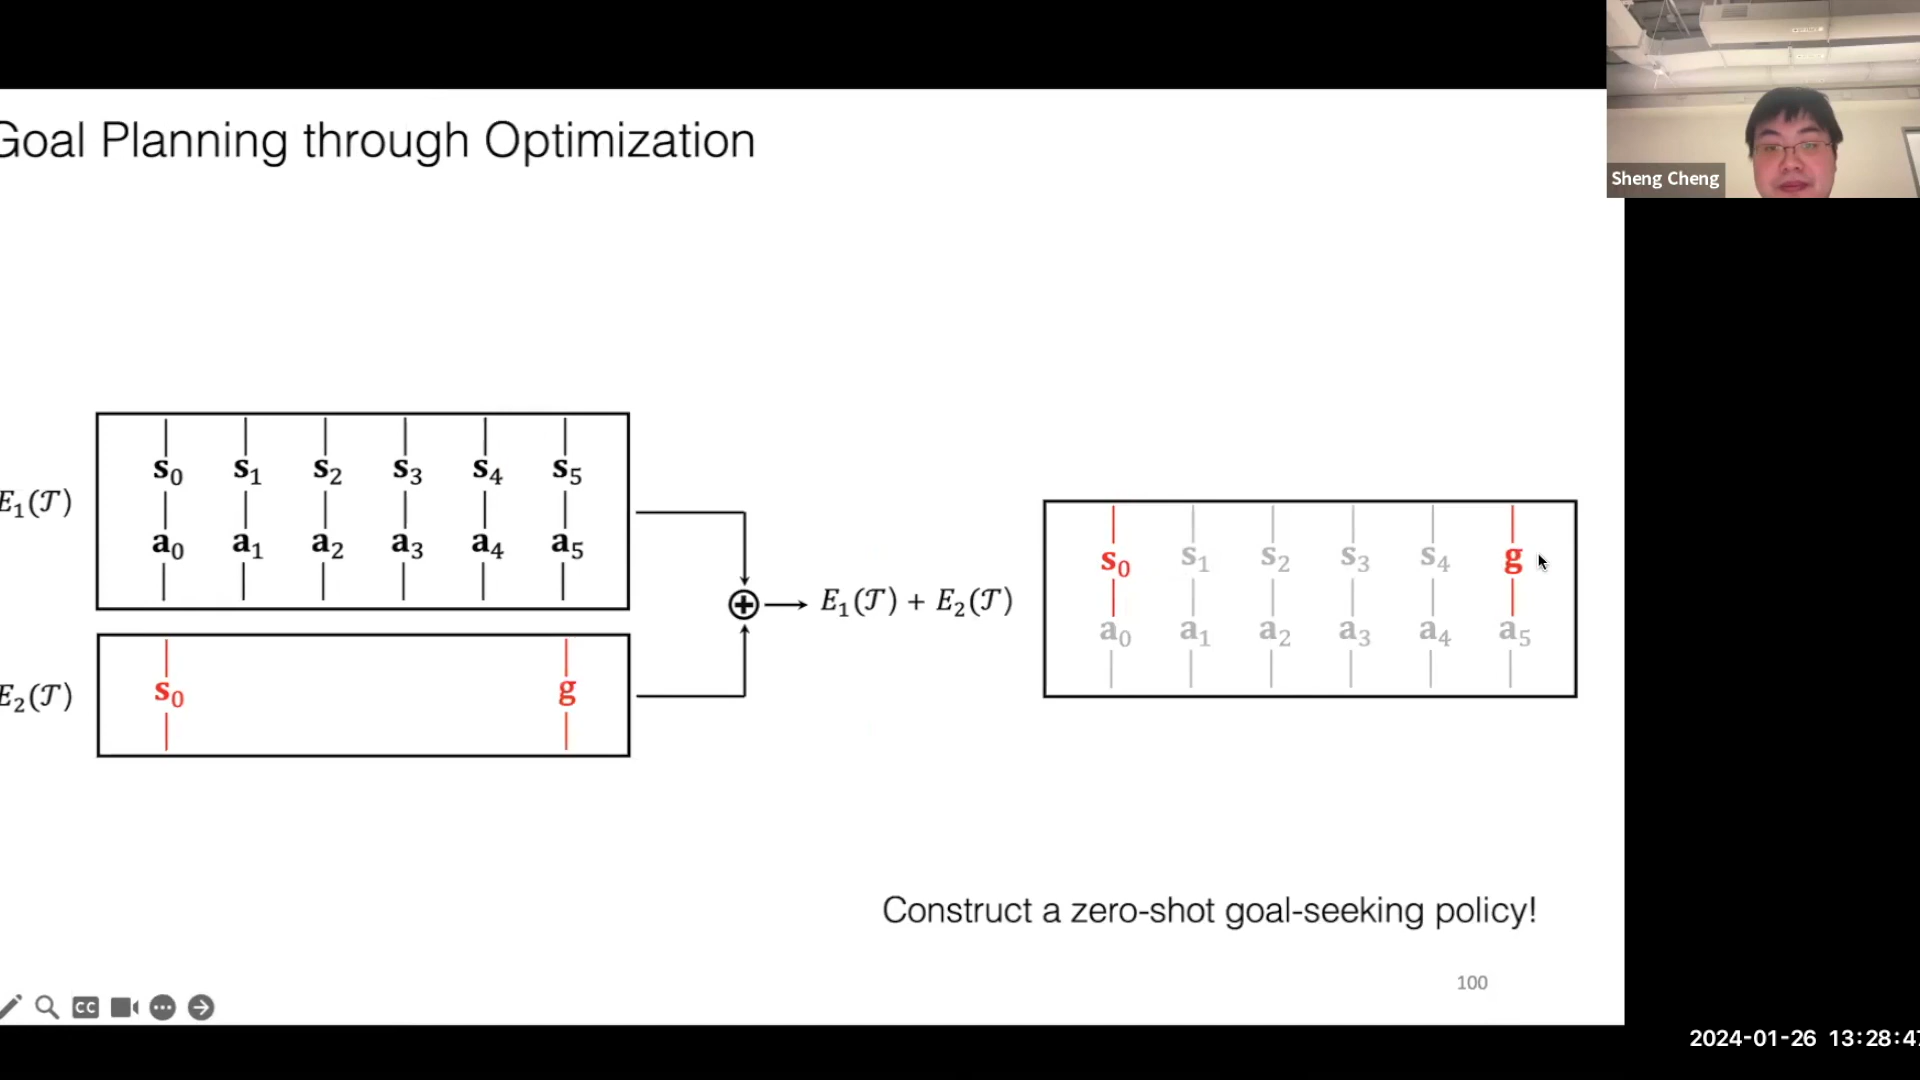 Goal Planning through Optimization
Sheng Cheng
s0 s1 s2 s3 s4 s5
E1(𝒯)
a0 a1 a2 a3 a4 a5
s0 s1 s2 s3 s4 g
E1(𝒯) + E2(𝒯)
a0 a1 a2 a3 a4 a5
E2(𝒯)
s0 g
Construct a zero-shot goal-seeking policy!
100
CC
2024-01-26 13:28:47